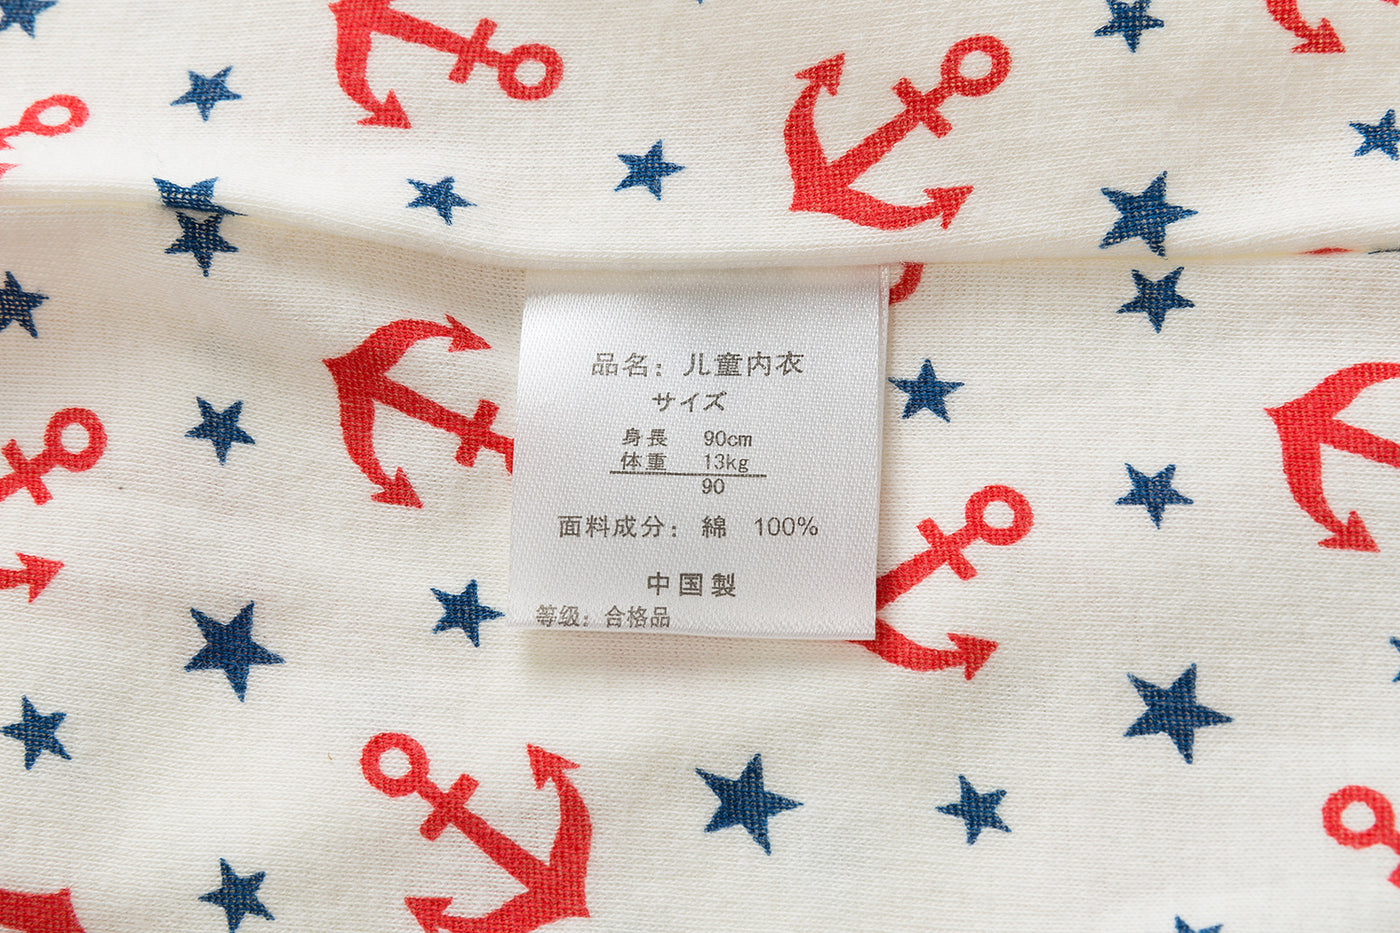 品名：儿童内衣
サイズ
身長 90cm
体重 13kg
90
面料成分：綿 100%
中国製
等级：合格品